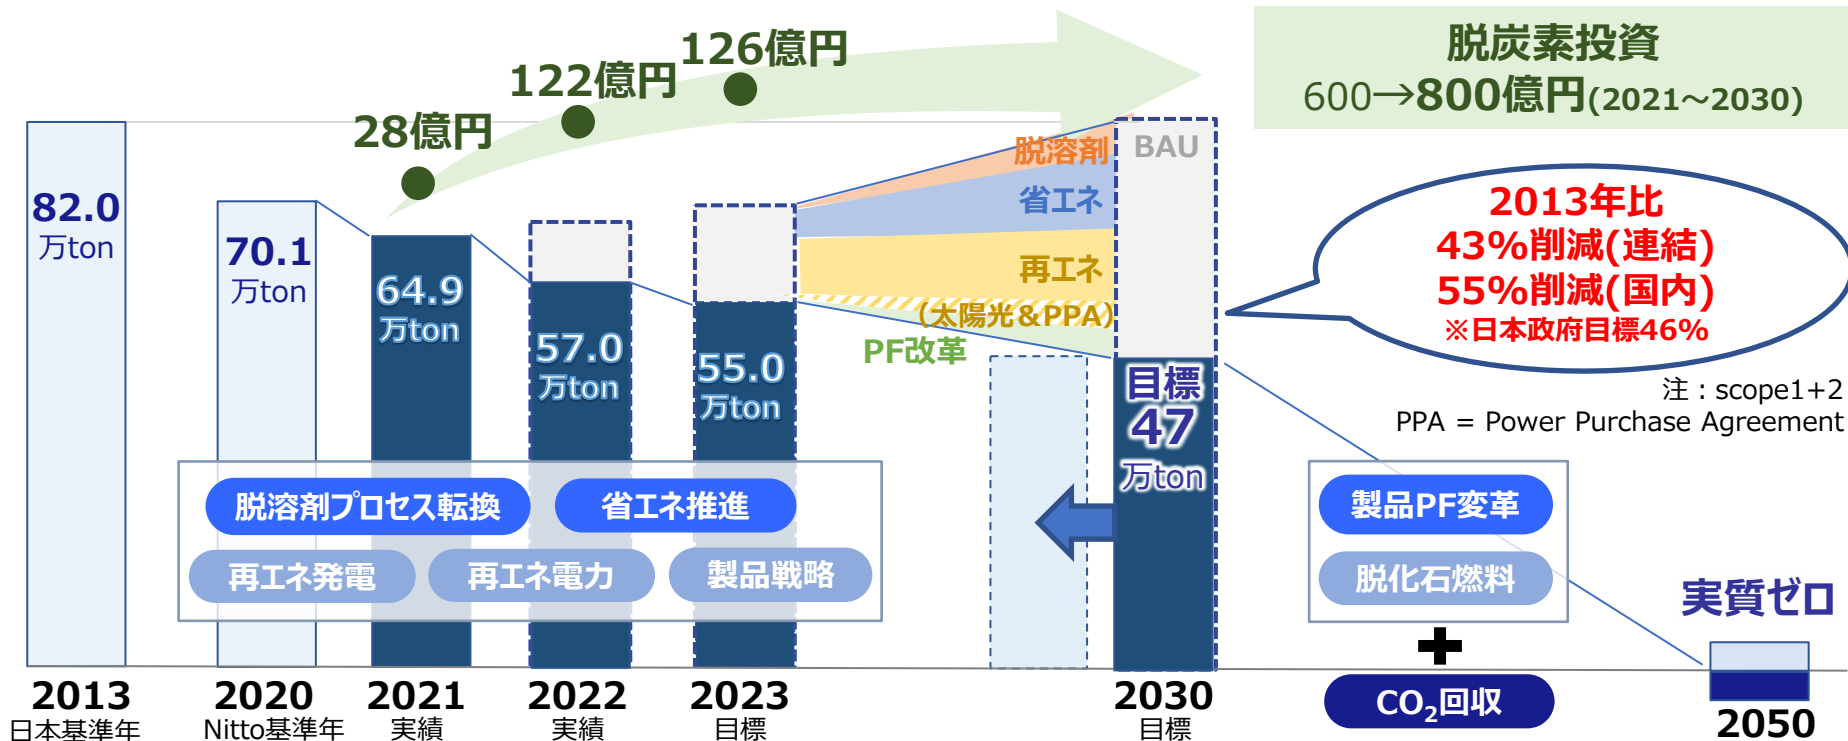 脱炭素投資
600→800億円(2021～2030)
28億円
122億円
126億円
82.0
万ton
70.1
万ton
64.9
万ton
57.0
万ton
55.0
万ton
脱溶剤
省エネ
再エネ
(太陽光＆PPA)
PF改革
BAU
目標
47
万ton
2013年比
43%削減(連結)
55%削減(国内)
※日本政府目標46%
注：scope1+2
PPA = Power Purchase Agreement
脱溶剤プロセス転換
省エネ推進
再エネ発電
再エネ電力
製品戦略
製品PF変革
脱化石燃料
+
CO₂回収
実質ゼロ
2013
日本基準年
2020
Nitto基準年
2021
実績
2022
実績
2023
目標
2030
目標
2050